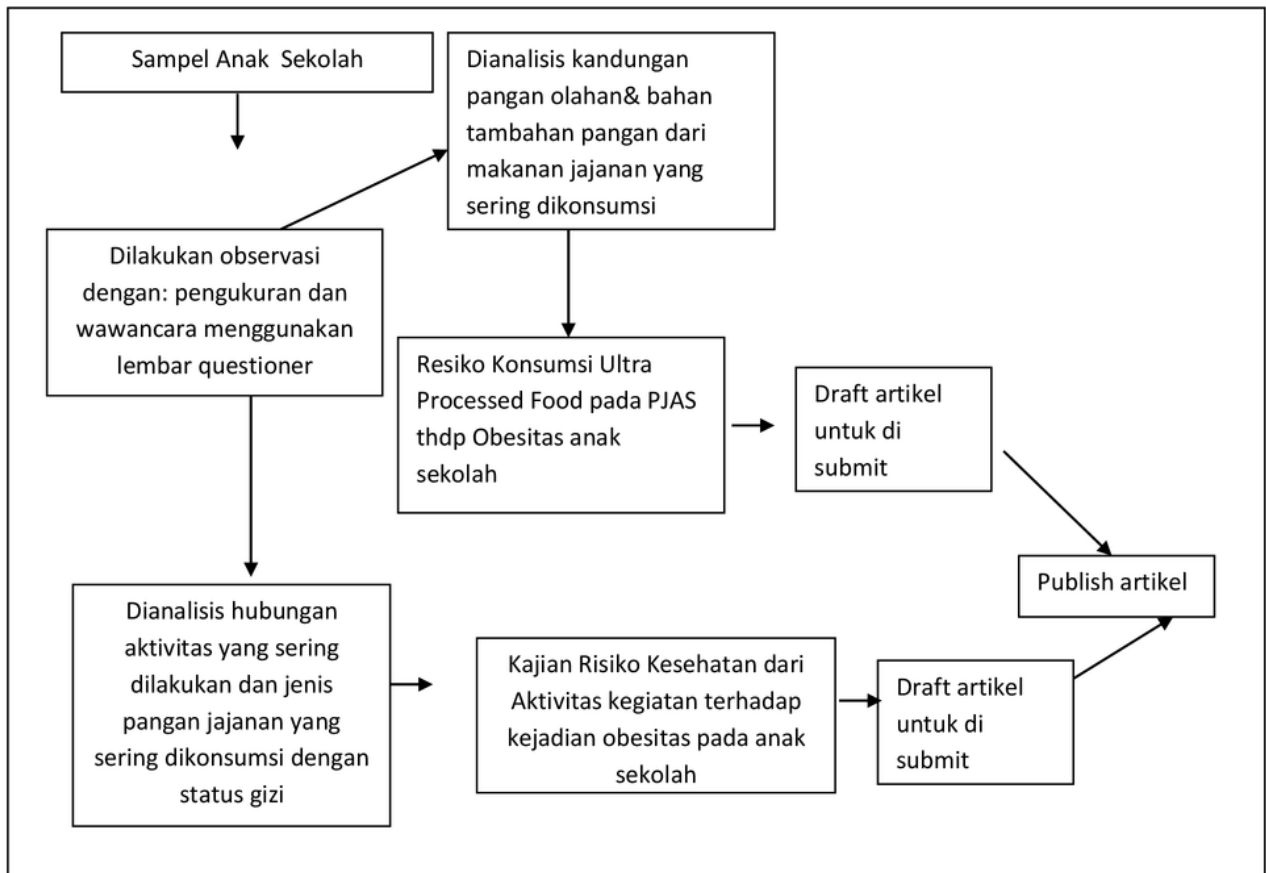 Sampel Anak  Sekolah
Dilakukan observasi
dengan: pengukuran dan
wawancara menggunakan
lembar questioner
Dianalisis kandungan
pangan olahan& bahan
tambahan pangan dari
makanan jajanan yang
sering dikonsumsi
Resiko Konsumsi Ultra
Processed Food pada PJAS
thdp Obesitas anak
sekolah
Draft artikel
untuk di
submit
Publish artikel
Dianalisis hubungan
aktivitas yang sering
dilakukan dan jenis
pangan jajanan yang
sering dikonsumsi dengan
status gizi
Kajian Risiko Kesehatan dari
Aktivitas kegiatan terhadap
kejadian obesitas pada anak
sekolah
Draft artikel
untuk di
submit